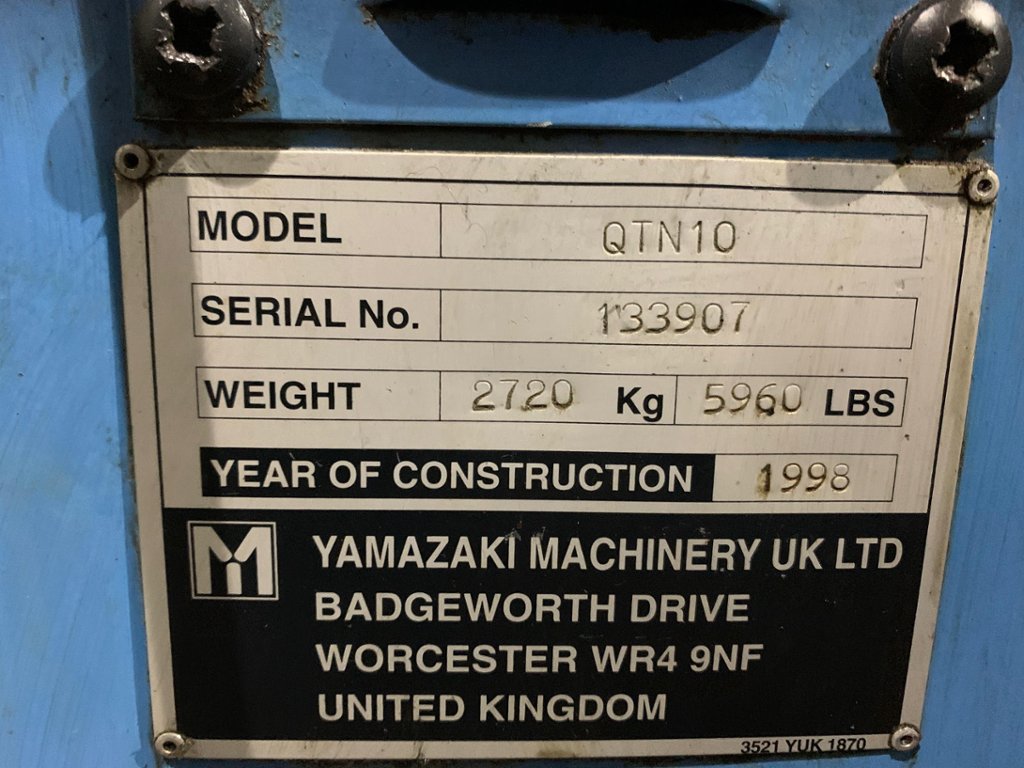 MODEL QTN10
SERIAL No. 133907
WEIGHT 2720 Kg 5960 LBS
YEAR OF CONSTRUCTION 1998
YAMAZAKI MACHINERY UK LTD
BADGEWORTH DRIVE
WORCESTER WR4 9NF
UNITED KINGDOM
3521 YUK 1870